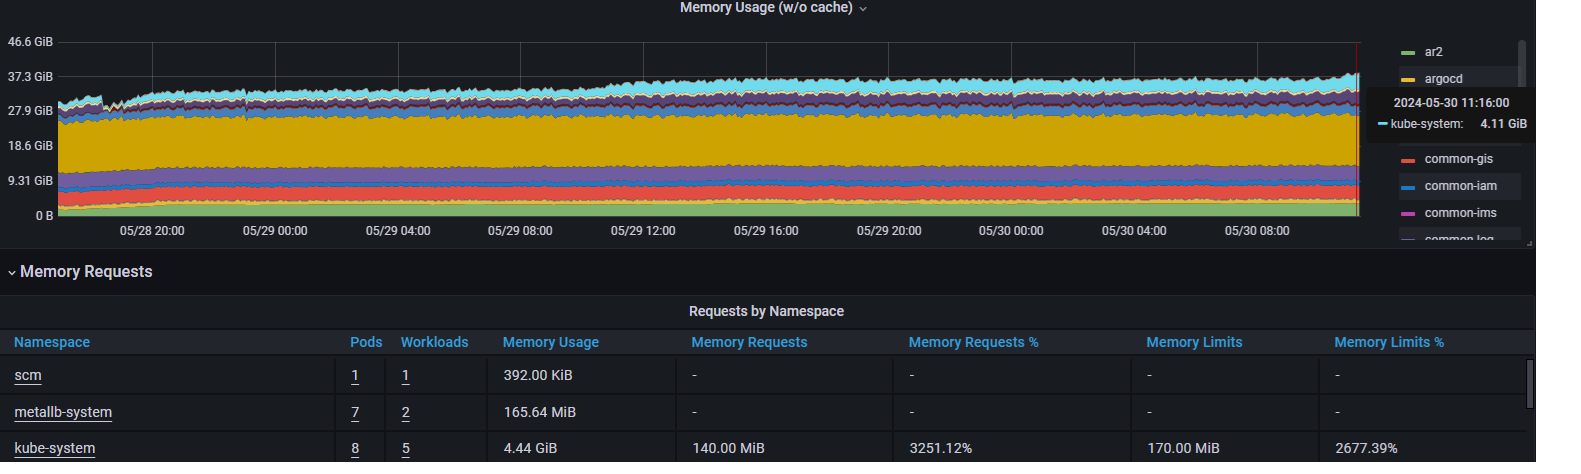 Memory Usage (w/o cache)
46.6 GiB
37.3 GiB
27.9 GiB
18.6 GiB
9.31 GiB
0 B
05/28 20:00 05/29 00:00 05/29 04:00 05/29 08:00 05/29 12:00 05/29 16:00 05/29 20:00 05/30 00:00 05/30 04:00 05/30 08:00
ar2
argocd
2024-05-30 11:16:00
kube-system: 4.11 GiB
common-gis
common-iam
common-ims
common-log
Memory Requests
Requests by Namespace
Namespace Pods Workloads Memory Usage Memory Requests Memory Requests % Memory Limits Memory Limits %
scm 1 1 392.00 KiB - - - -
metallb-system 7 2 165.64 MiB - - - -
kube-system 8 5 4.44 GiB 140.00 MiB 3251.12% 170.00 MiB 2677.39%